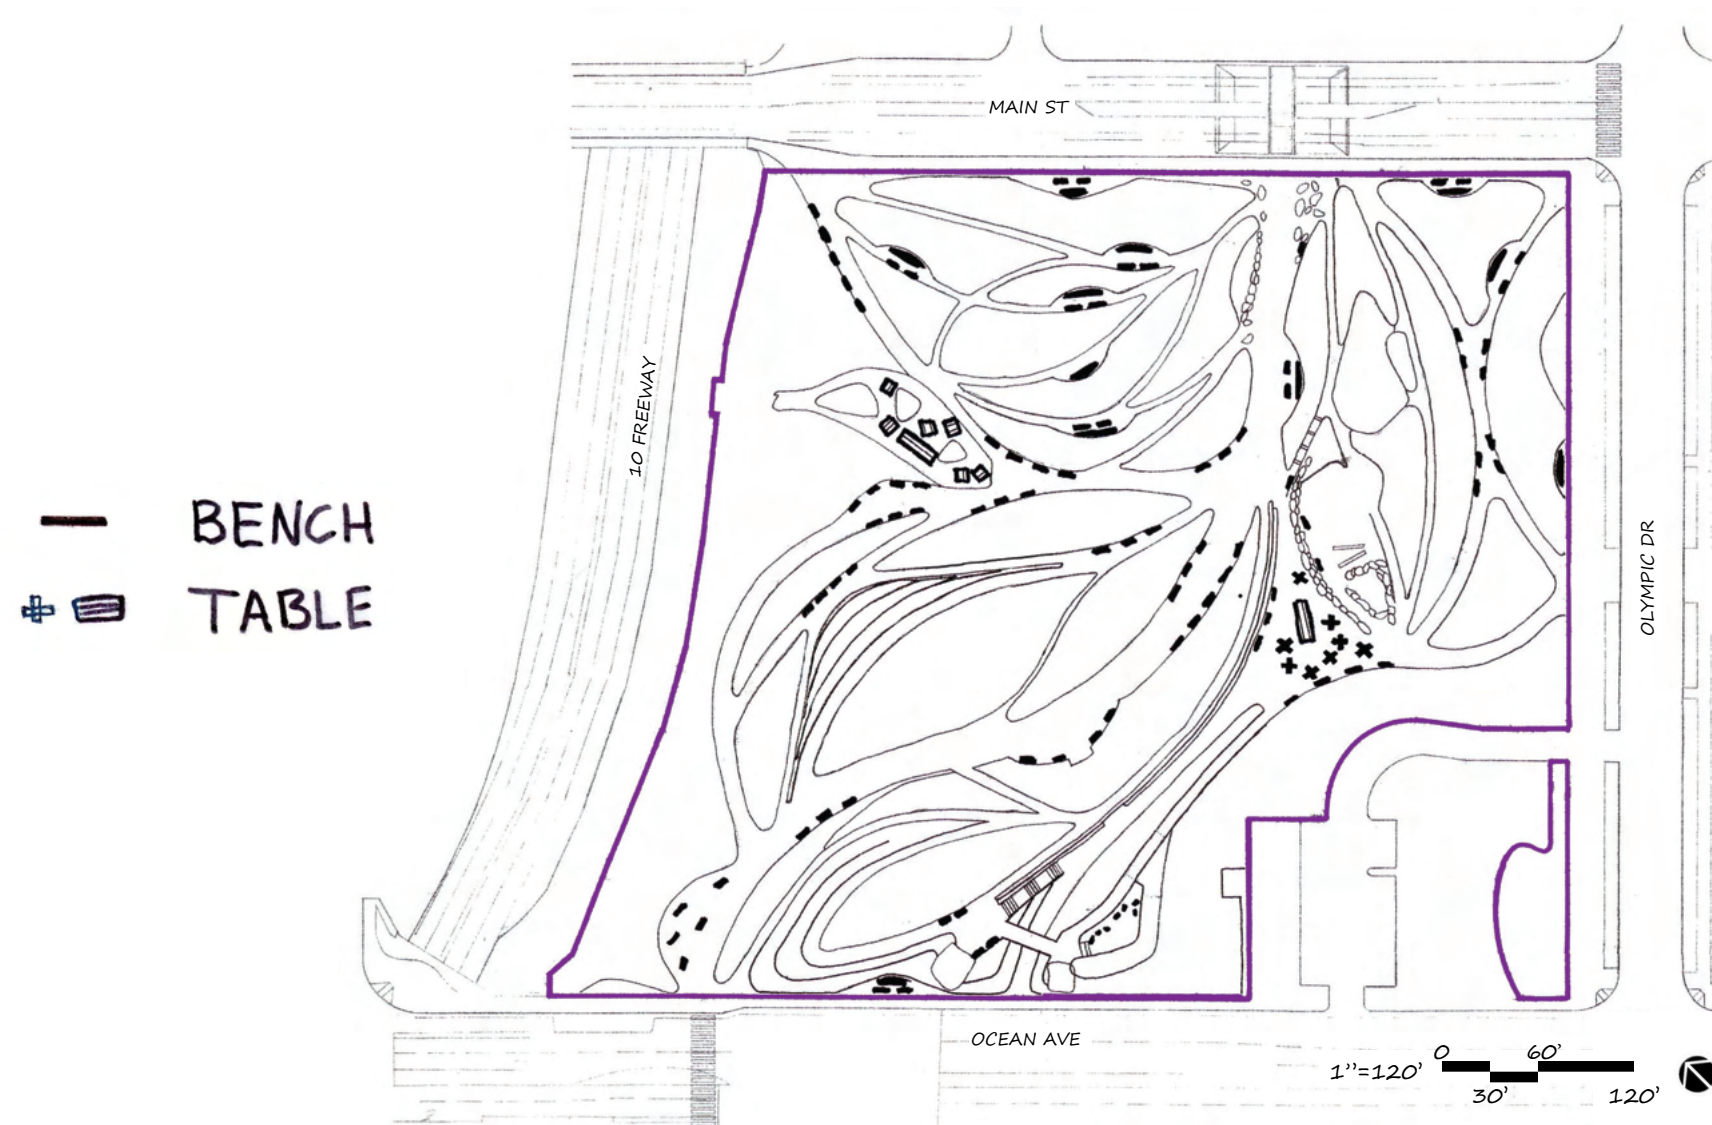 MAIN ST
10 FREEWAY
BENCH
TABLE
OLYMPIC DR
OCEAN AVE
1"=120'
0
60'
30'
120'